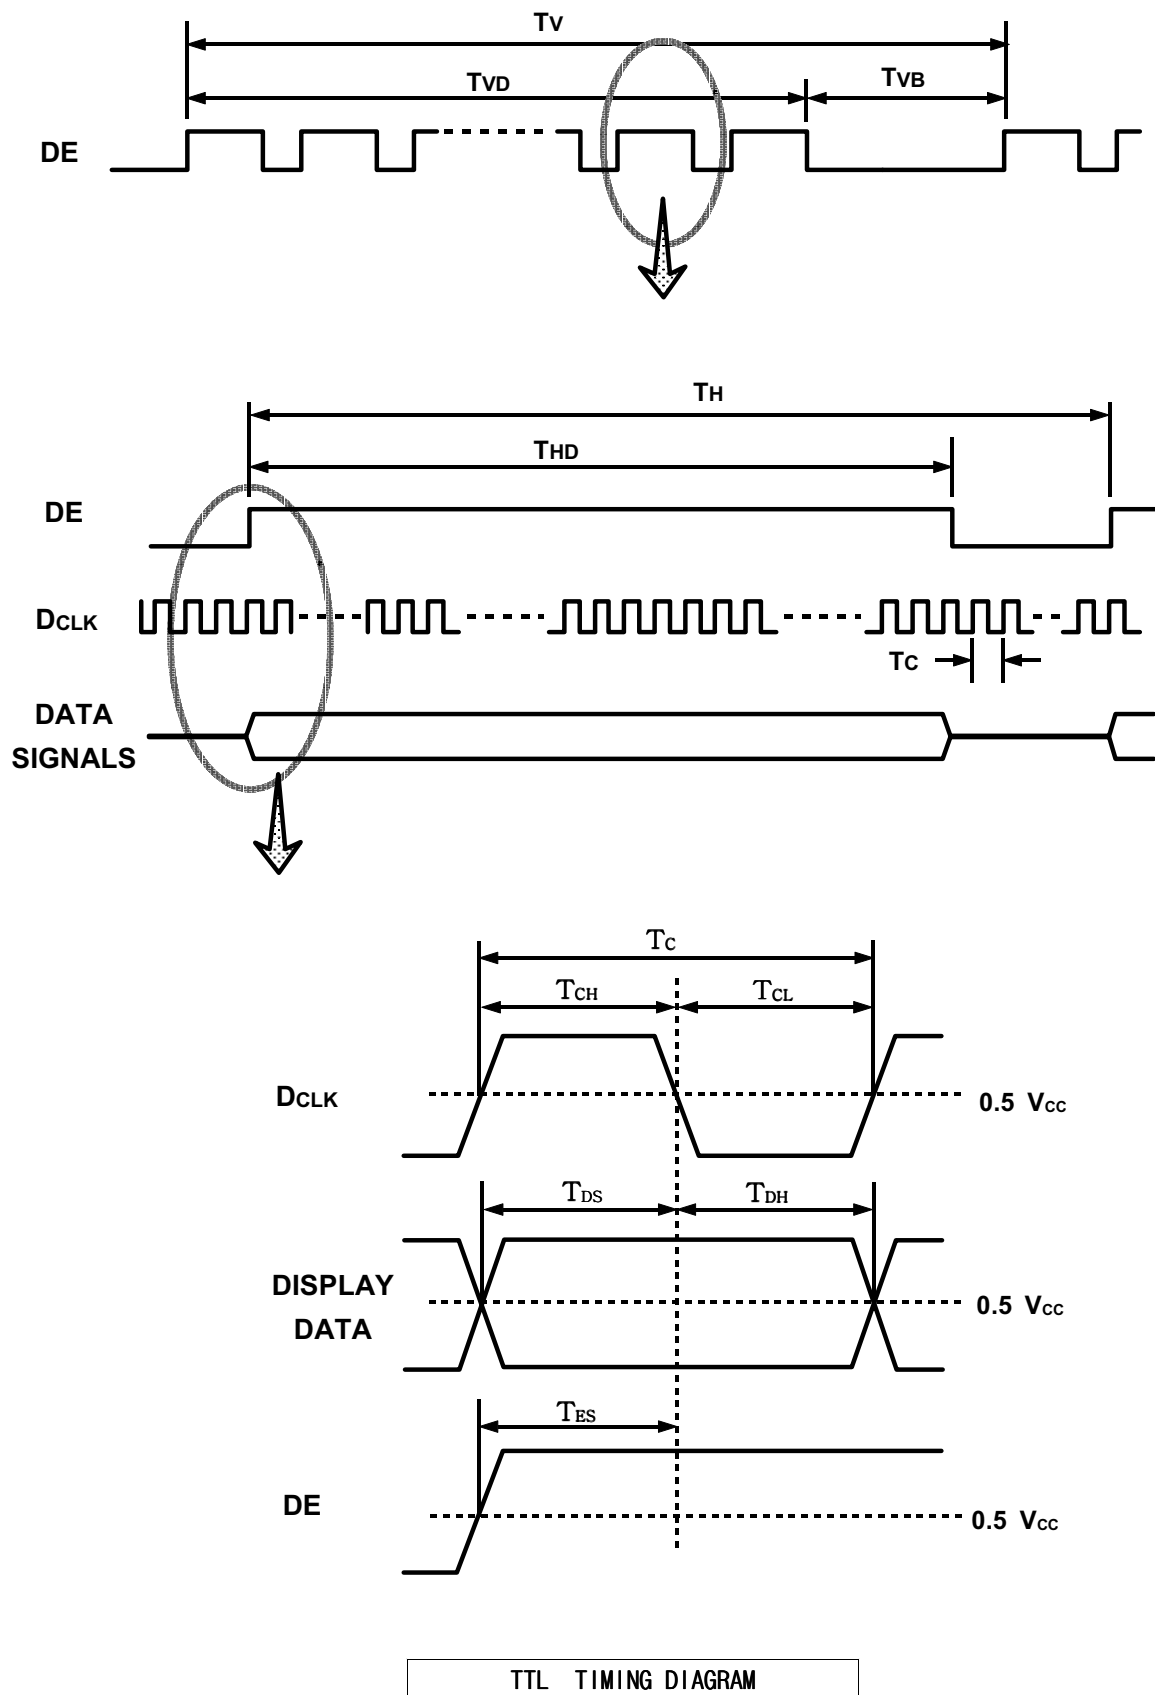 TV
TVD
TVB
DE
TH
THD
DE
DCLK
TC
DATA
SIGNALS
TC
TCH
TCL
DCLK
0.5 VCC
TDS
TDH
DISPLAY
DATA
0.5 VCC
TES
DE
0.5 VCC
TTL TIMING DIAGRAM